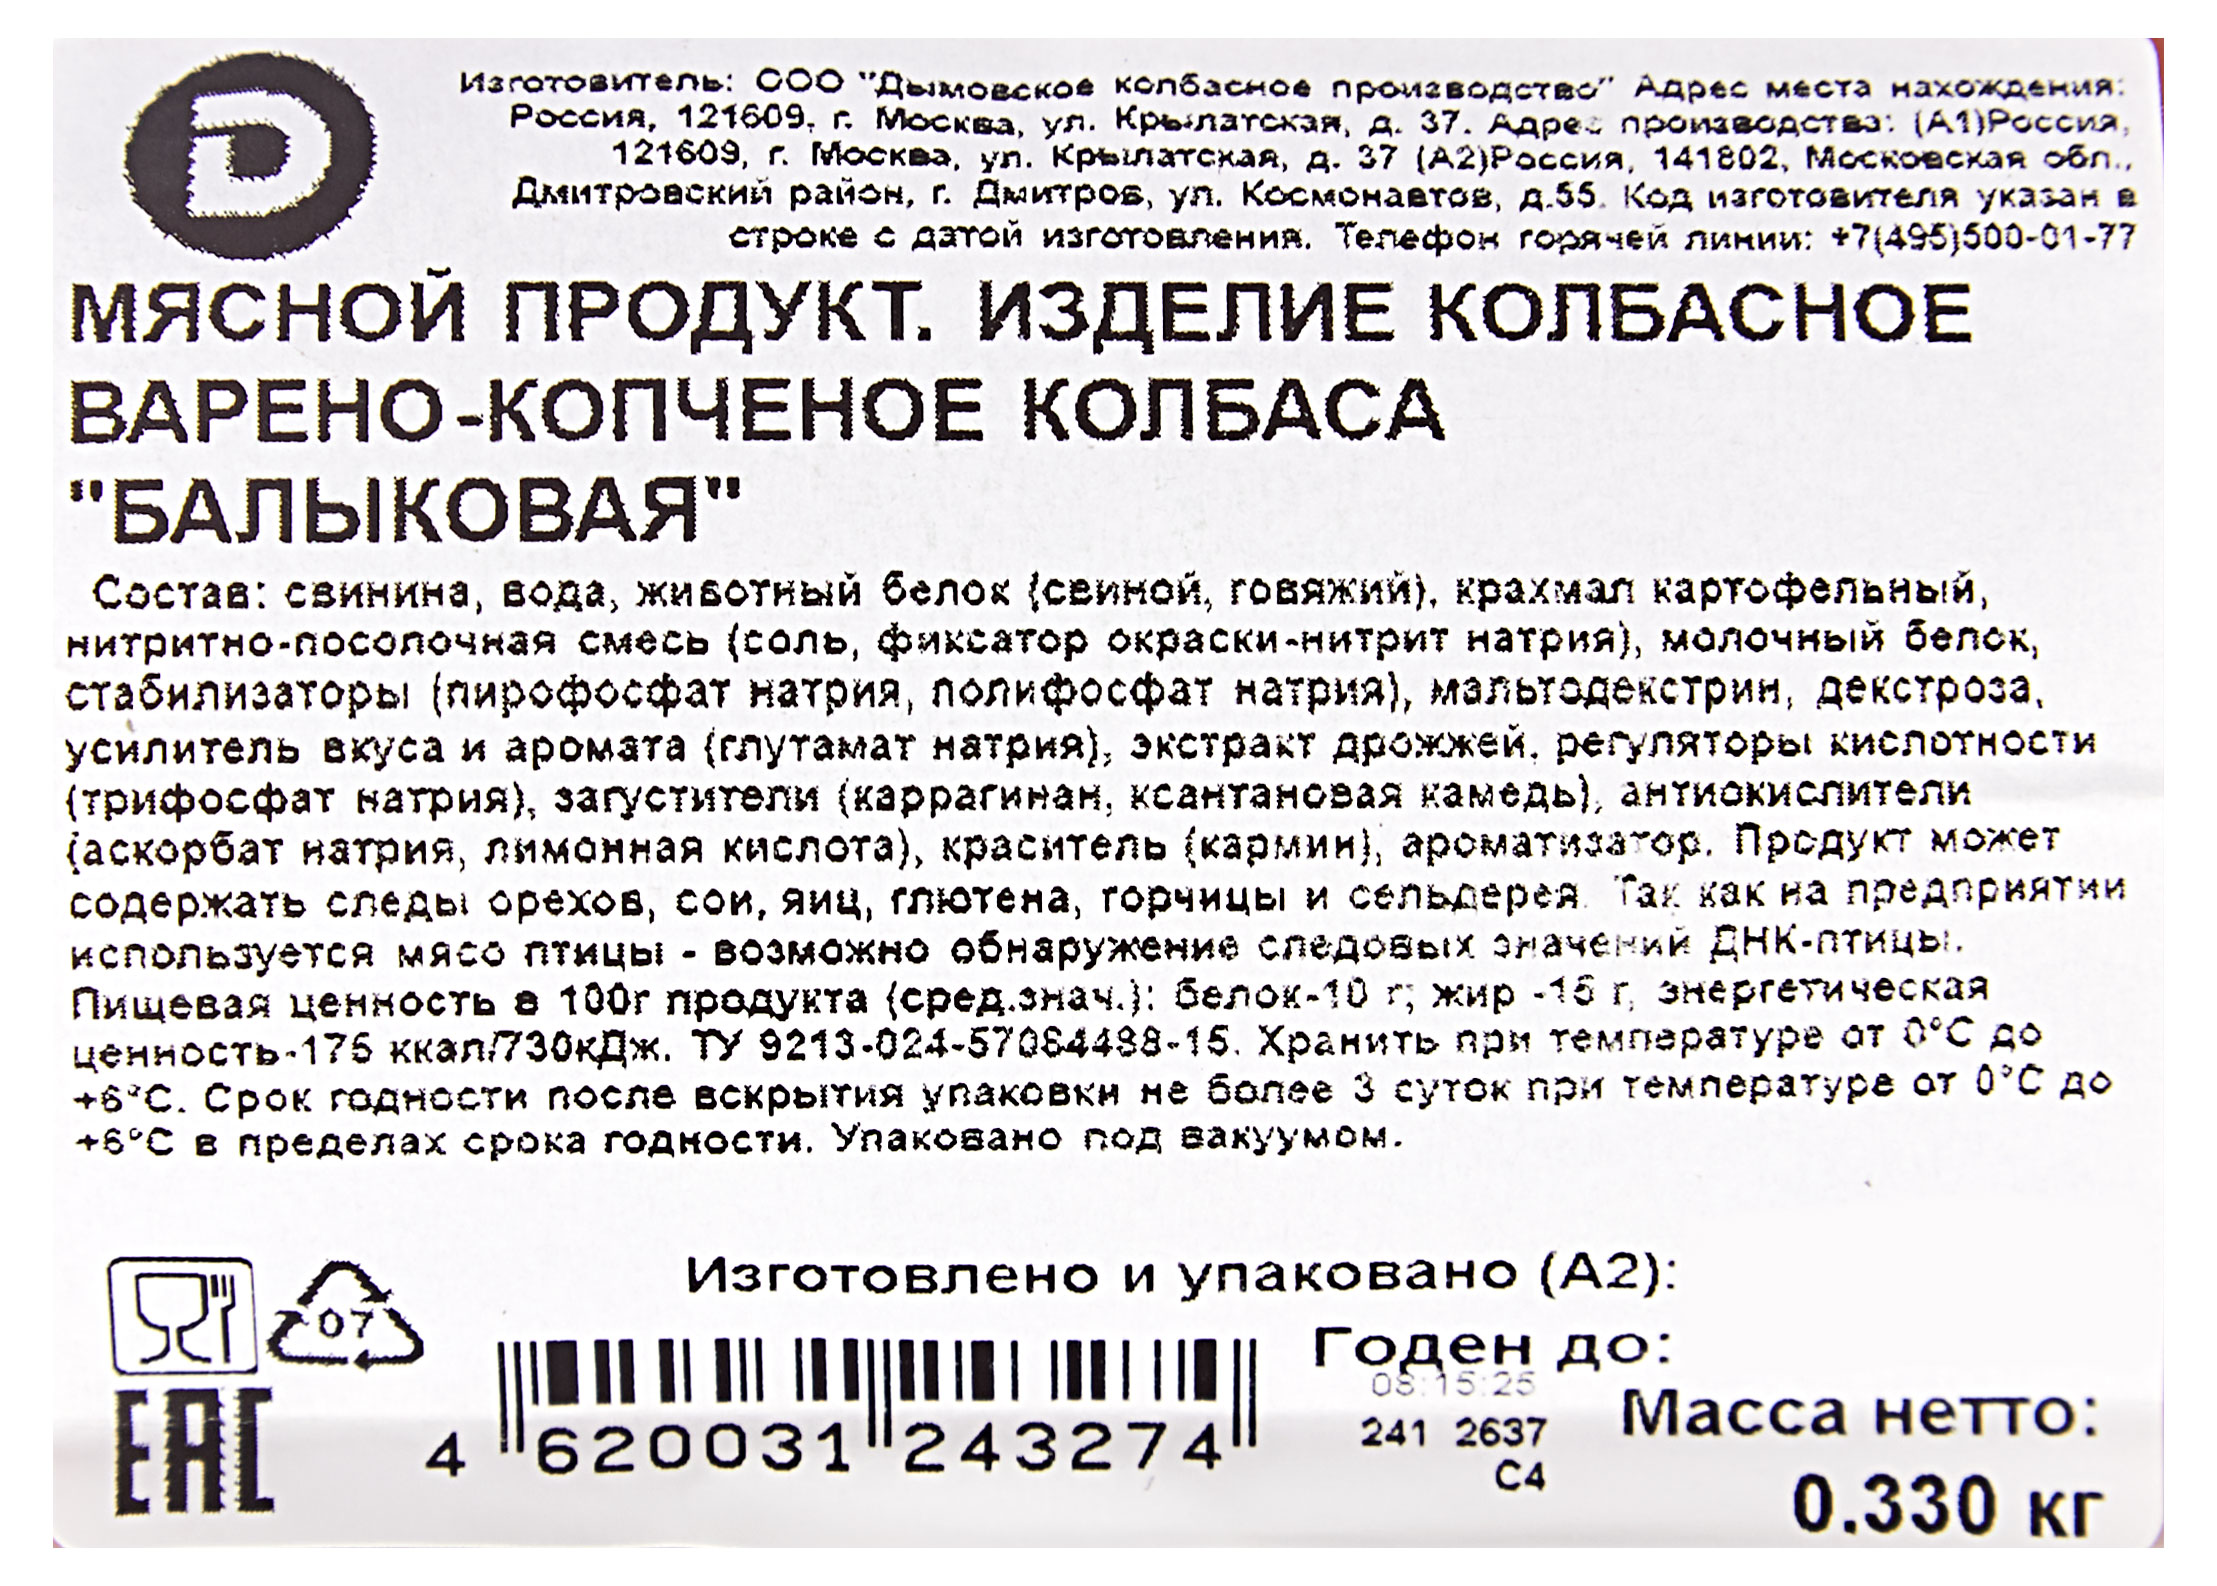 Изготовитель: ООО "Дымовское колбасное производство" Адрес места нахождения:
Россия, 121609, г. Москва, ул. Крылатская, д. 37. Адрес производства: (А1)Россия,
121609, г. Москва, ул. Крылатская, д. 37 (А2)Россия, 141802, Московская обл.,
Дмитровский район, г. Дмитров, ул. Космонавтов, д.55. Код изготовителя указан в
строке с датой изготовления. Телефон горячей линии: +7(495)500-01-77
D
МЯСНОЙ ПРОДУКТ. ИЗДЕЛИЕ КОЛБАСНОЕ
ВАРЕНО-КОПЧЕНОЕ КОЛБАСА
"БАЛЫКОВАЯ"
Состав: свинина, вода, животный белок (свиной, говяжий), крахмал картофельный,
нитритно-посолочная смесь (соль, фиксатор окраски-нитрит натрия), молочный белок,
стабилизаторы (пирофосфат натрия, полифосфат натрия), мальтодекстрин, декстроза,
усилитель вкуса и аромата (глутамат натрия), экстракт дрожжей, регуляторы кислотности
(трифосфат натрия), загустители (каррагинан, ксантановая камедь), антиокислители
(аскорбат натрия, лимонная кислота), краситель (кармин), ароматизатор. Продукт может
содержать следы орехов, сои, яиц, глютена, горчицы и сельдерея. Так как на предприятии
используется мясо птицы - возможно обнаружение следовых значений ДНК-птицы.
Пищевая ценность в 100г продукта (сред.знач.): белок-10 г; жир -15 г, энергетическая
ценность-175 ккал/730кДж. ТУ 9213-024-57064488-15. Хранить при температуре от 0°С до
+6°С. Срок годности после вскрытия упаковки не более 3 суток при температуре от 0°С до
+6°С в пределах срока годности. Упаковано под вакуумом.
Изготовлено и упаковано (А2):
07
Годен до:
08:15:25
ЕАС
4 620031 243274
241 2637
С4
Масса нетто:
0.330 кг